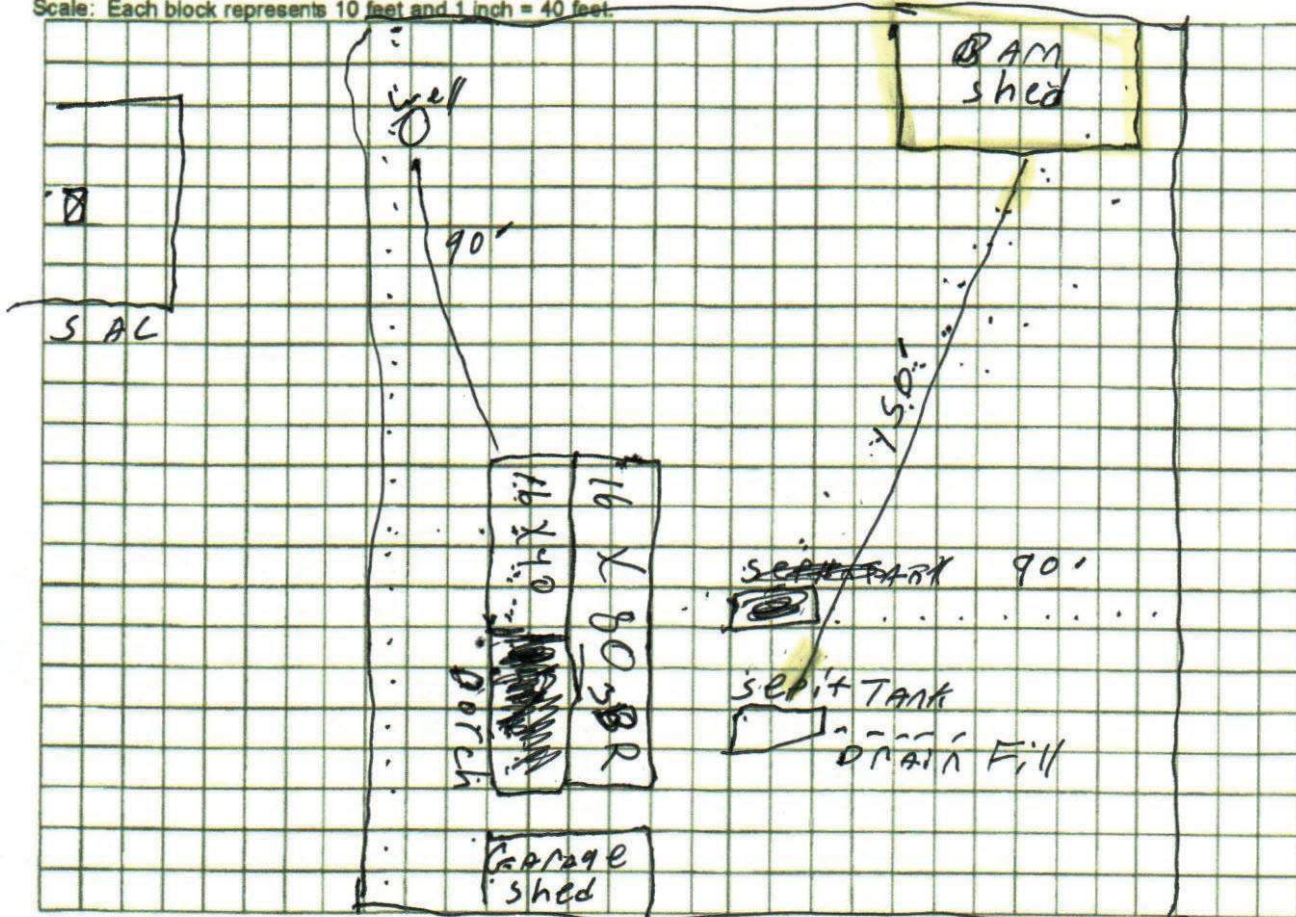 Scale: Each block represents 10 feet and 1 inch = 40 feet.
BAM
shed
well
90'
5 AC
150'
16 X 40
16 X 80
3BR
Porch
90'
sepit TANK
DRAIN Fill
GARAGE
shed